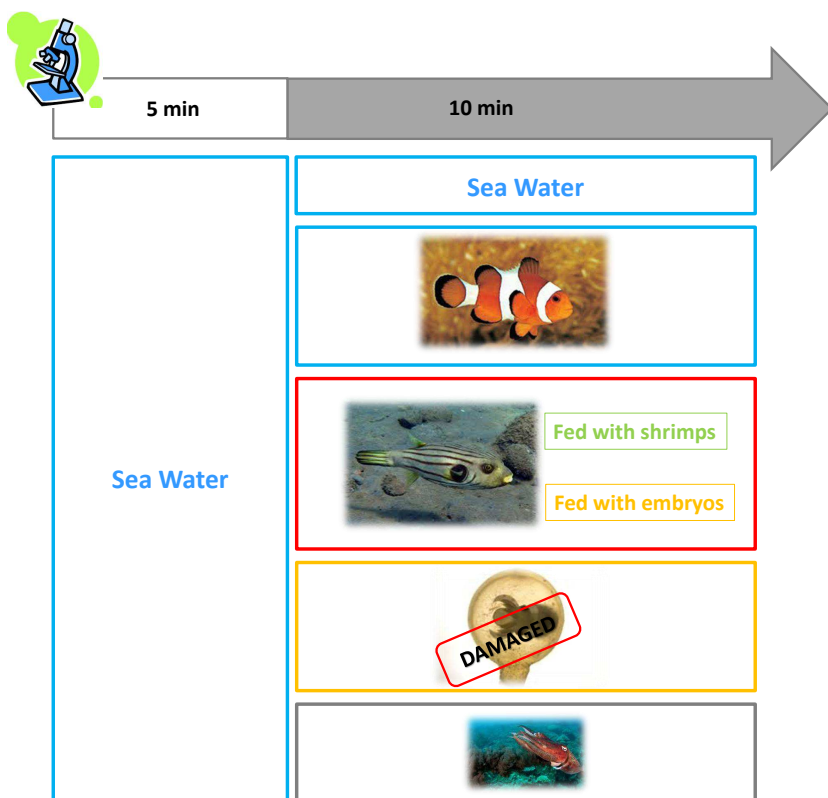 5 min
10 min
Sea Water
Sea Water
Fed with shrimps
Fed with embryos
DAMAGED